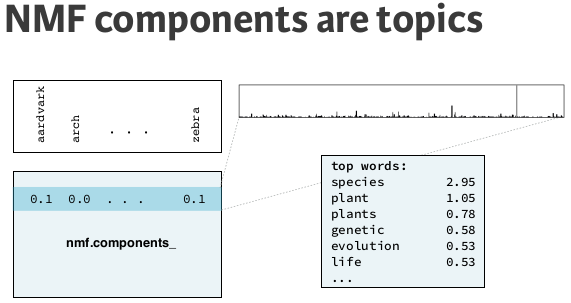 NMF components are topics
aardvark
arch
. . .
zebra
0.1 0.0 . . . 0.1
nmf.components_
top words:
species 2.95
plant 1.05
plants 0.78
genetic 0.58
evolution 0.53
life 0.53
...